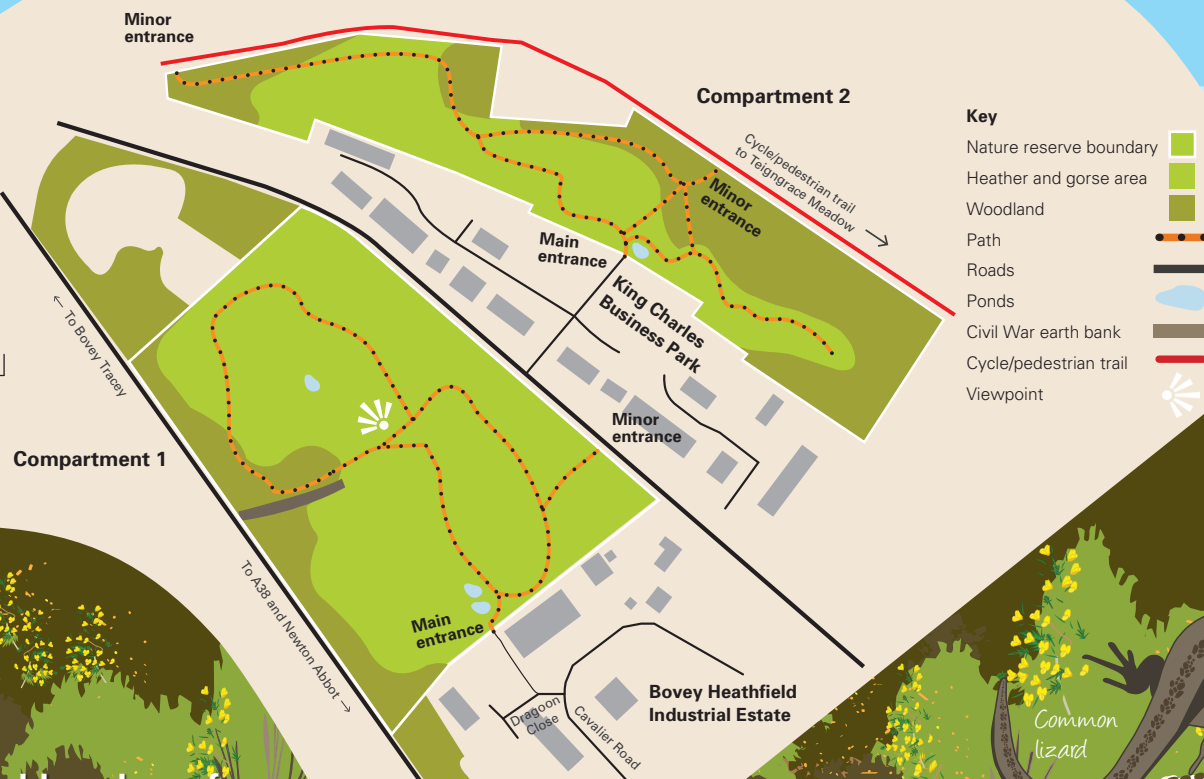 Minor
entrance
Compartment 2
Cycle/pedestrian trail
to Teigngrace Meadow
Minor
entrance
Main
entrance
King Charles
Business Park
Key
Nature reserve boundary
Heather and gorse area
Woodland
Path
Roads
Ponds
Civil War earth bank
Cycle/pedestrian trail
Viewpoint
To Bovey Tracey
Compartment 1
Minor
entrance
To A38 and Newton Abbot
Main
entrance
Dragoon
Close
Cavalier Road
Bovey Heathfield
Industrial Estate
Common
lizard